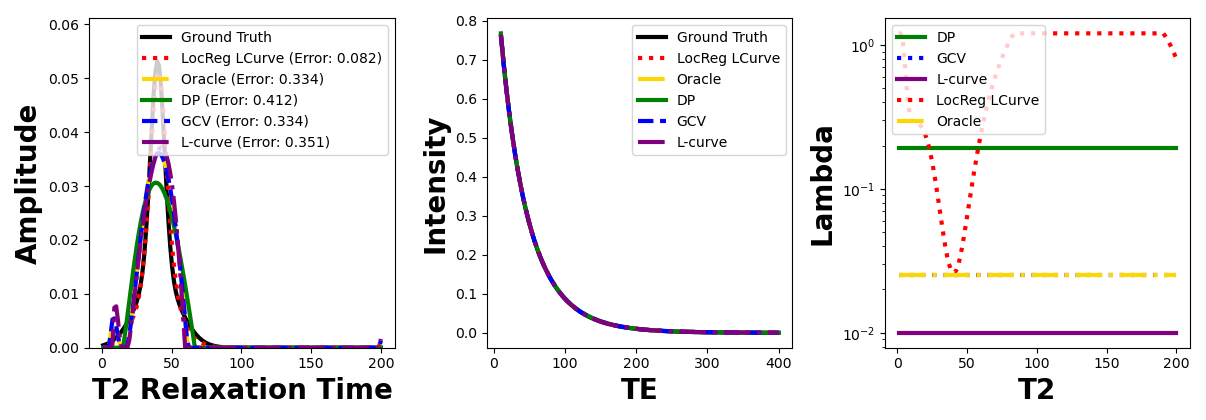 0.06
0.05
0.04
0.03
0.02
0.01
0.00
Amplitude
Ground Truth
LocReg LCurve (Error: 0.082)
Oracle (Error: 0.334)
DP (Error: 0.412)
GCV (Error: 0.334)
L-curve (Error: 0.351)
0 50 100 150 200
T2 Relaxation Time
0.8
0.7
0.6
0.5
0.4
0.3
0.2
0.1
0.0
Intensity
Ground Truth
LocReg LCurve
Oracle
DP
GCV
L-curve
0 100 200 300 400
TE
10⁰
10⁻¹
10⁻²
Lambda
DP
GCV
L-curve
LocReg LCurve
Oracle
0 50 100 150 200
T2